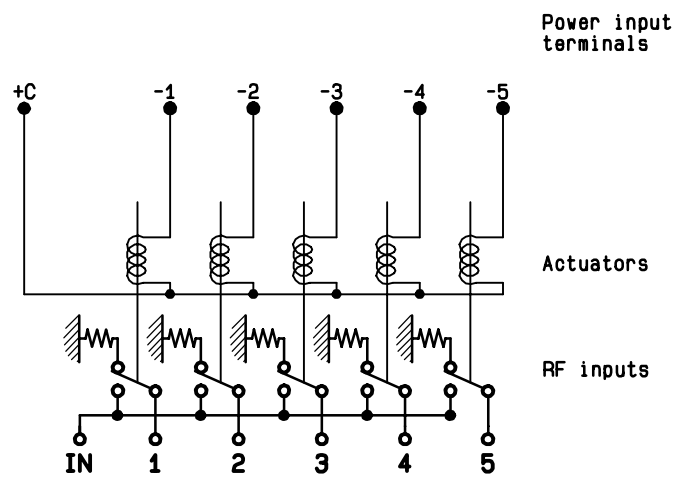 Power input
terminals
+C -1 -2 -3 -4 -5
Actuators
RF inputs
IN 1 2 3 4 5